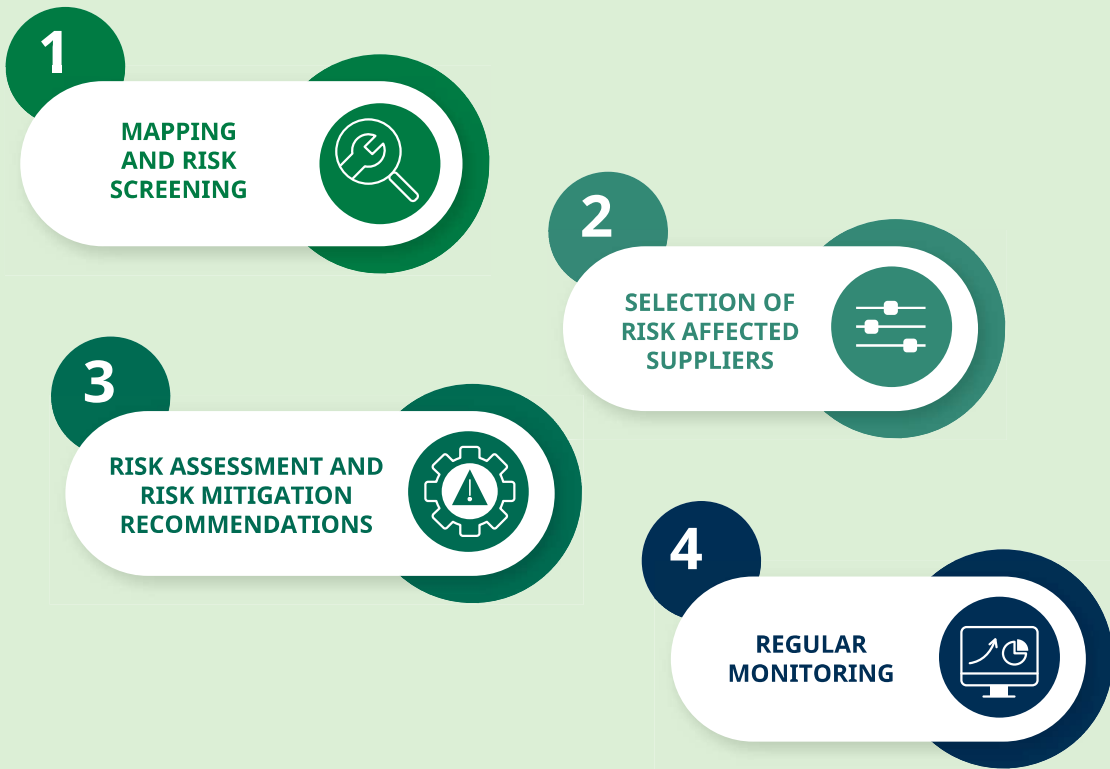 1
MAPPING
AND RISK
SCREENING
2
SELECTION OF
RISK AFFECTED
SUPPLIERS
3
RISK ASSESSMENT AND
RISK MITIGATION
RECOMMENDATIONS
4
REGULAR
MONITORING